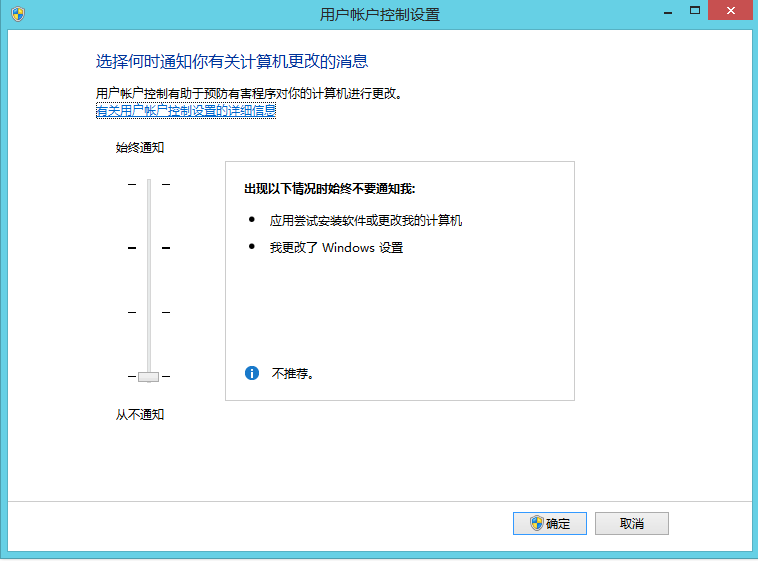 用户帐户控制设置
选择何时通知你有关计算机更改的消息
用户帐户控制有助于预防有害程序对你的计算机进行更改。
有关用户帐户控制设置的详细信息
始终通知
出现以下情况时始终不要通知我:
• 应用尝试安装软件或更改我的计算机
• 我更改了 Windows 设置
不推荐。
从不通知
确定
取消